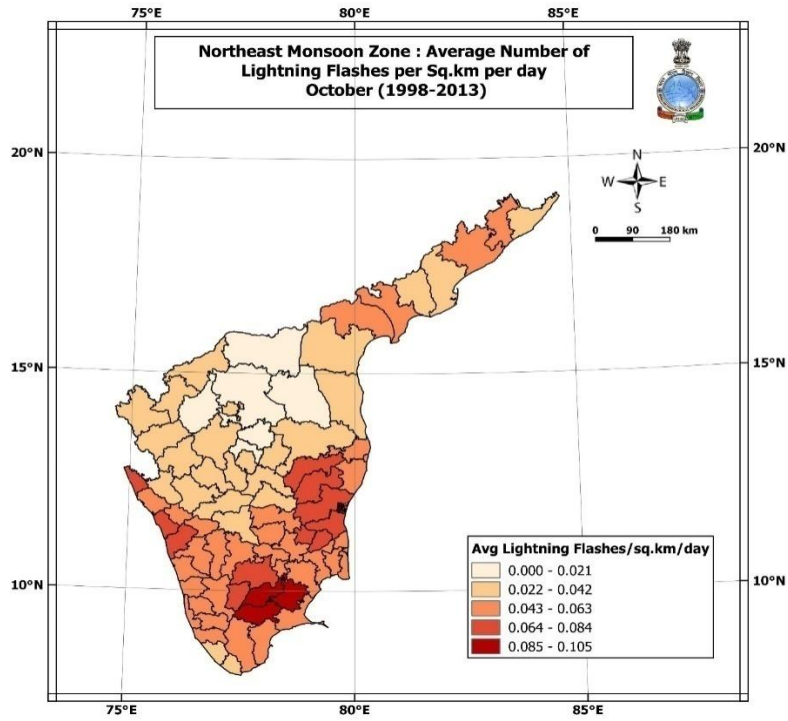 75°E 80°E 85°E
Northeast Monsoon Zone : Average Number of
Lightning Flashes per Sq.km per day
October (1998-2013)
20°N 20°N
N
W E
S
0 90 180 km
15°N 15°N
Avg Lightning Flashes/sq.km/day
0.000 - 0.021
0.022 - 0.042
0.043 - 0.063
0.064 - 0.084
0.085 - 0.105
10°N 10°N
75°E 80°E 85°E